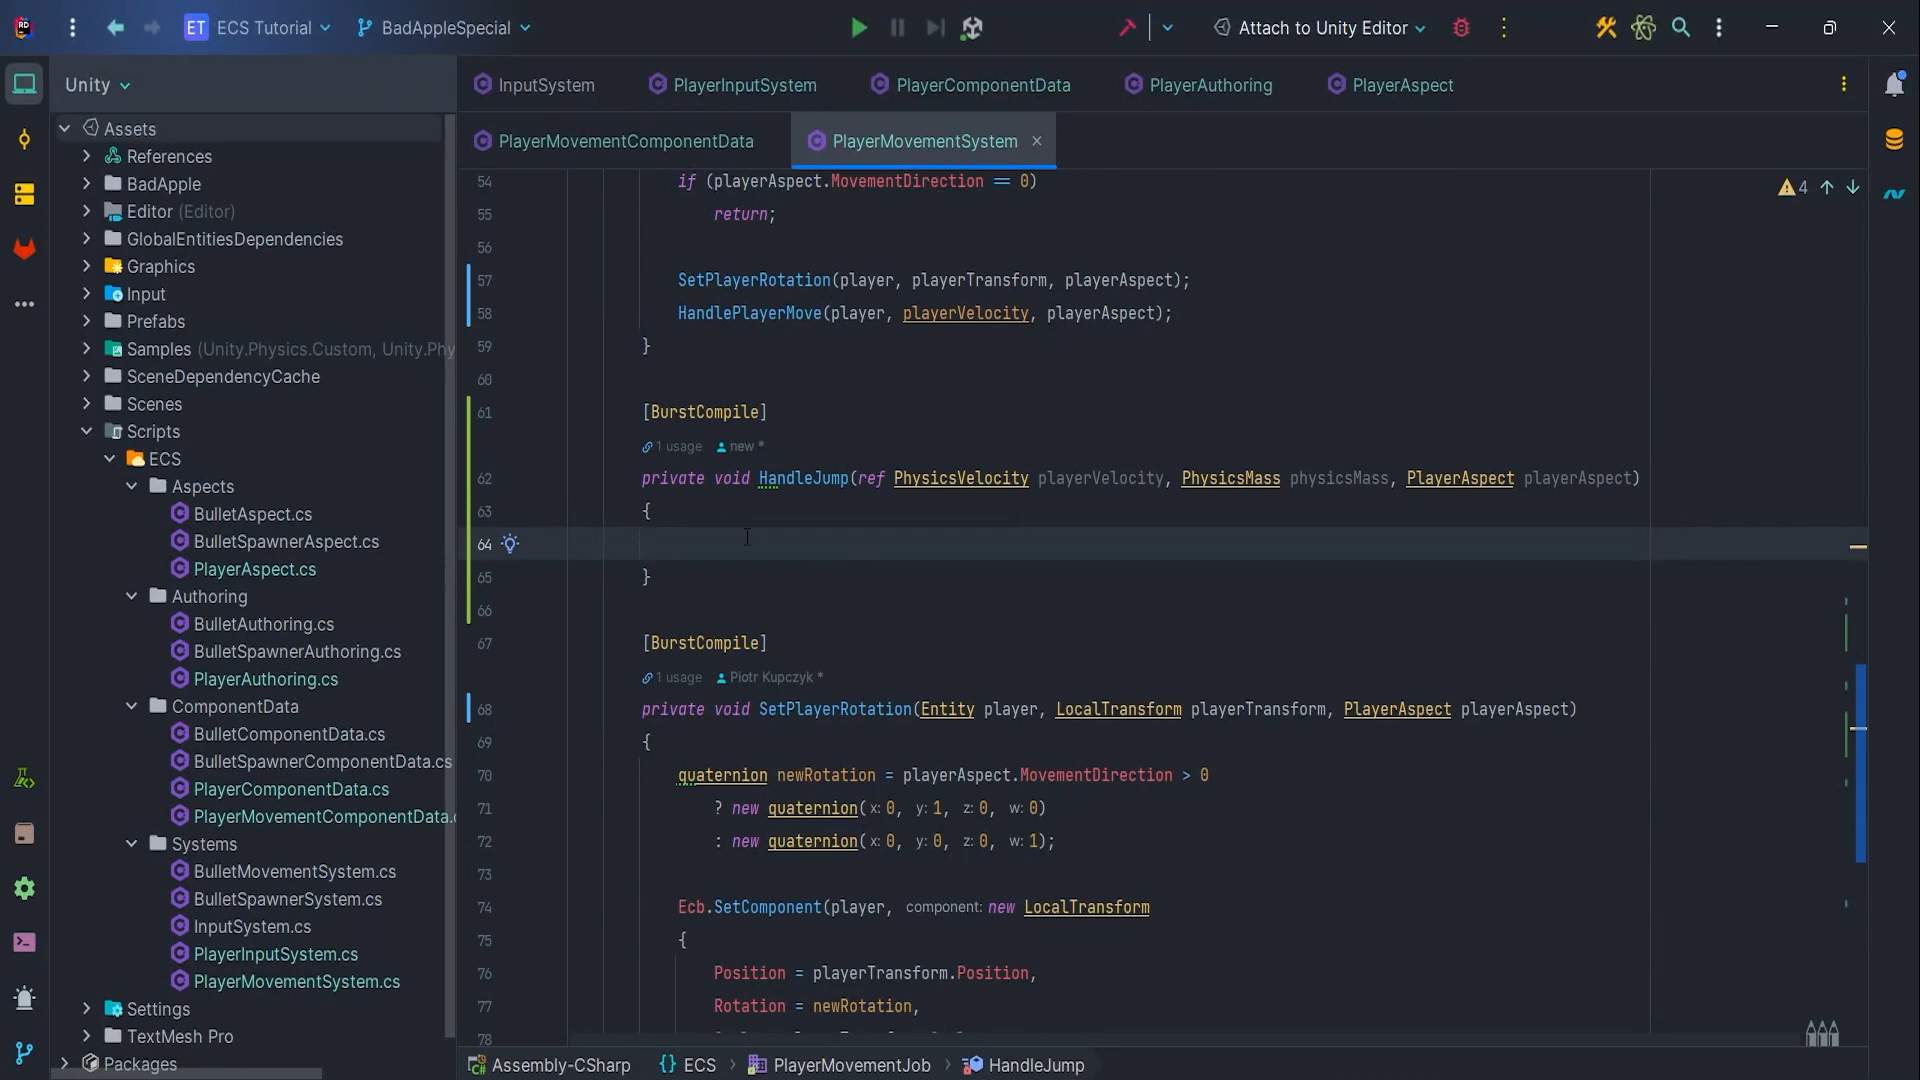 RD
ET ECS Tutorial BadAppleSpecial Attach to Unity Editor
Unity
Assets
References
BadApple
Editor (Editor)
GlobalEntitiesDependencies
Graphics
Input
Prefabs
Samples (Unity.Physics.Custom, Unity.Phy
SceneDependencyCache
Scenes
Scripts
ECS
Aspects
BulletAspect.cs
BulletSpawnerAspect.cs
PlayerAspect.cs
Authoring
BulletAuthoring.cs
BulletSpawnerAuthoring.cs
PlayerAuthoring.cs
ComponentData
BulletComponentData.cs
BulletSpawnerComponentData.cs
PlayerComponentData.cs
PlayerMovementComponentData.
Systems
BulletMovementSystem.cs
BulletSpawnerSystem.cs
InputSystem.cs
PlayerInputSystem.cs
PlayerMovementSystem.cs
Settings
TextMesh Pro
Packages
InputSystem PlayerInputSystem PlayerComponentData PlayerAuthoring PlayerAspect
PlayerMovementComponentData PlayerMovementSystem
4
54 if (playerAspect.MovementDirection == 0)
55 return;
56
57 SetPlayerRotation(player, playerTransform, playerAspect);
58 HandlePlayerMove(player, playerVelocity, playerAspect);
59 }
60
61 [BurstCompile]
1 usage new *
62 private void HandleJump(ref PhysicsVelocity playerVelocity, PhysicsMass physicsMass, PlayerAspect playerAspect)
63 {
64
65 }
66
67 [BurstCompile]
1 usage Piotr Kupczyk *
68 private void SetPlayerRotation(Entity player, LocalTransform playerTransform, PlayerAspect playerAspect)
69 {
70 quaternion newRotation = playerAspect.MovementDirection > 0
71 ? new quaternion(x: 0, y: 1, z: 0, w: 0)
72 : new quaternion(x: 0, y: 0, z: 0, w: 1);
73
74 Ecb.SetComponent(player, component: new LocalTransform
75 {
76 Position = playerTransform.Position,
77 Rotation = newRotation,
78
Assembly-CSharp {} ECS PlayerMovementJob HandleJump